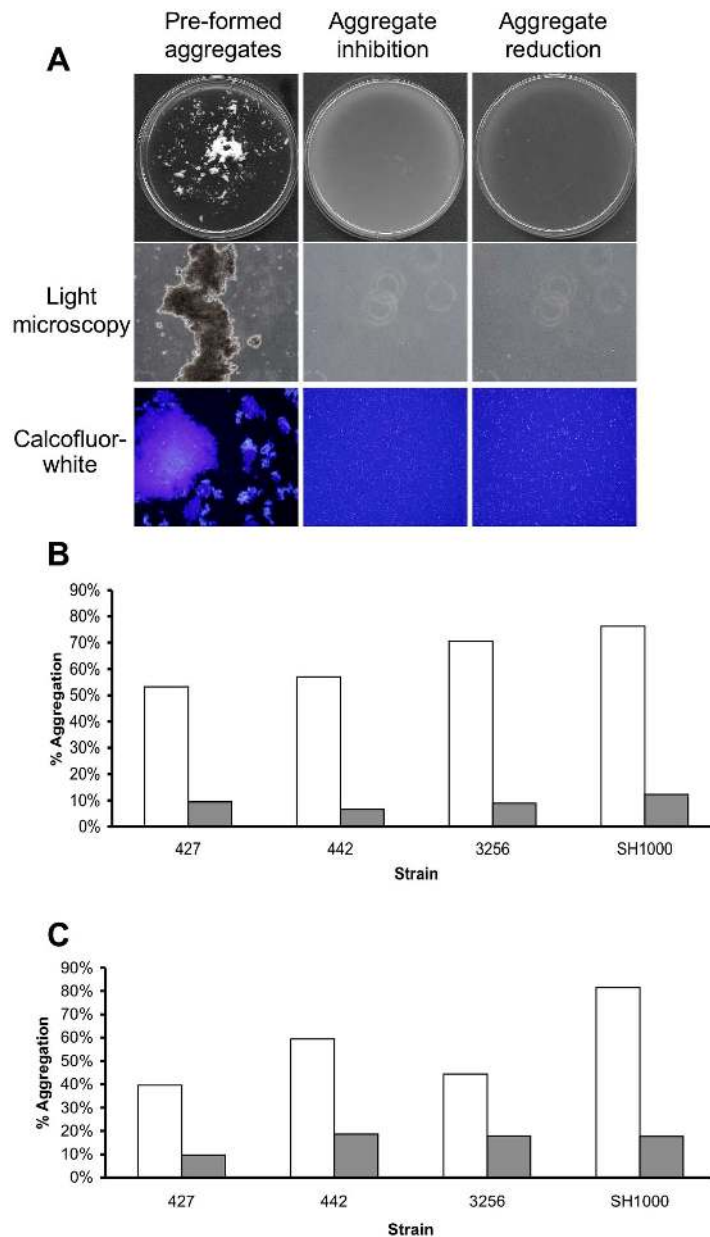 Pre-formed aggregates
Aggregate inhibition
Aggregate reduction
A
Light microscopy
Calcofluor-white
B
90%
80%
70%
60%
50%
40%
30%
20%
10%
0%
% Aggregation
427 442 3256 SH1000
Strain
C
90%
80%
70%
60%
50%
40%
30%
20%
10%
0%
% Aggregation
427 442 3256 SH1000
Strain